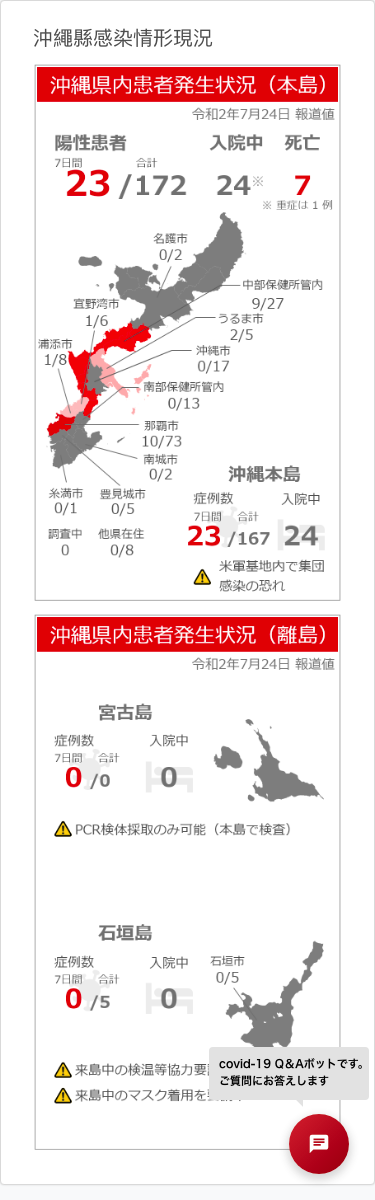 沖繩縣感染情形現況
沖縄県内患者発生状況（本島）
令和2年7月24日 報道値
陽性患者 入院中 死亡
7日間 合計
23 /172 24※ 7
※ 重症は 1 例
名護市
0/2
中部保健所管内
9/27
宜野湾市
1/6
うるま市
2/5
浦添市
1/8
沖縄市
0/17
南部保健所管内
0/13
那覇市
10/73
南城市
0/2
糸満市
0/1
豊見城市
0/5
調査中
0
他県在住
0/8
沖縄本島
症例数 入院中
7日間 合計
23 /167 24
米軍基地内で集団
感染の恐れ
沖縄県内患者発生状況（離島）
令和2年7月24日 報道値
宮古島
症例数 入院中
7日間 合計
0 /0 0
PCR検体採取のみ可能（本島で検査）
石垣島
症例数 入院中
7日間 合計
0 /5 0
石垣市
0/5
来島中の検温等協力要
来島中のマスク着用を
covid-19 Q&Aボットです。
ご質問にお答えします